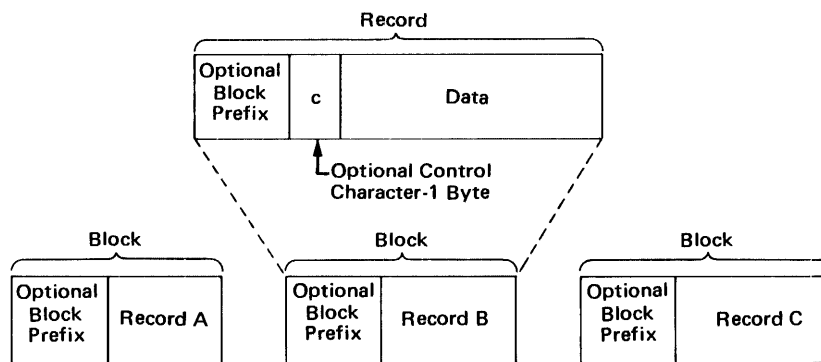 Record
Optional
Block
Prefix
c
Data
Optional Control
Character-1 Byte
Block
Block
Block
Optional
Block
Prefix
Record A
Optional
Block
Prefix
Record B
Optional
Block
Prefix
Record C